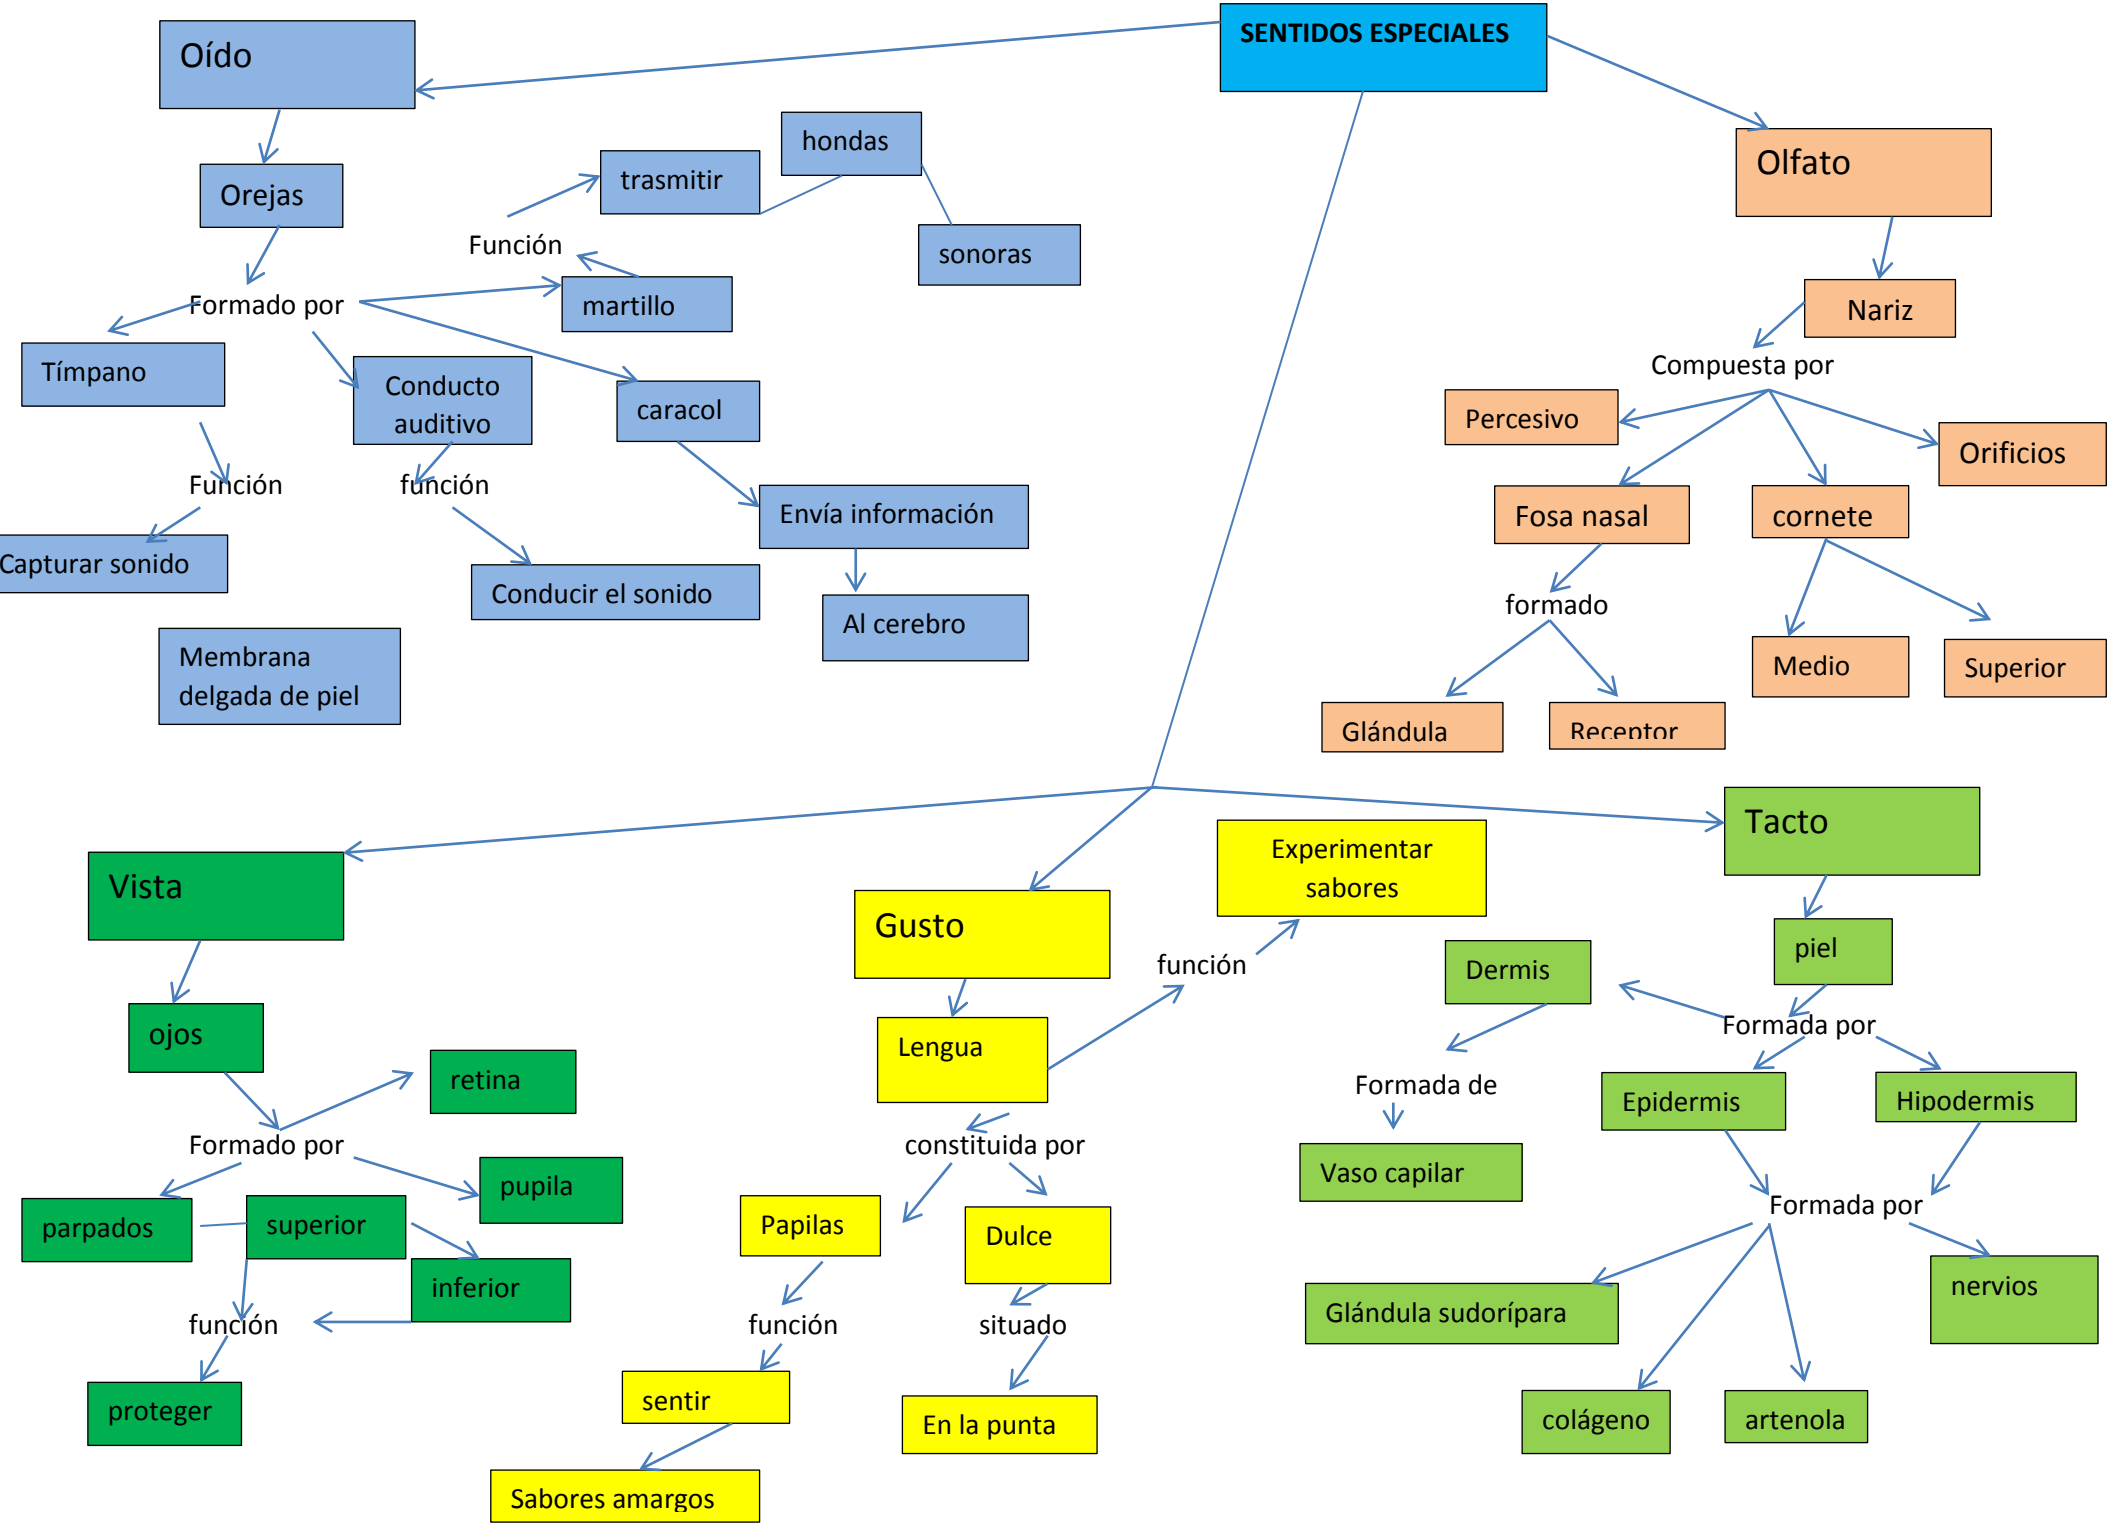 SENTIDOS ESPECIALES
Oído
Orejas
Formado por
Tímpano
Función
Capturar sonido
Membrana
delgada de piel
Conducto
auditivo
función
Conducir el sonido
martillo
Función
trasmitir
hondas
sonoras
caracol
Envía información
Al cerebro
Olfato
Nariz
Compuesta por
Percesivo
Fosa nasal
formado
Glándula
Receptor
cornete
Medio
Superior
Orificios
Vista
ojos
Formado por
retina
pupila
parpados
superior
inferior
función
proteger
Gusto
Lengua
función
Experimentar
sabores
constituida por
Papilas
función
sentir
Sabores amargos
Dulce
situado
En la punta
Tacto
piel
Formada por
Dermis
Formada de
Vaso capilar
Epidermis
Hipodermis
Formada por
Glándula sudorípara
colágeno
artenola
nervios